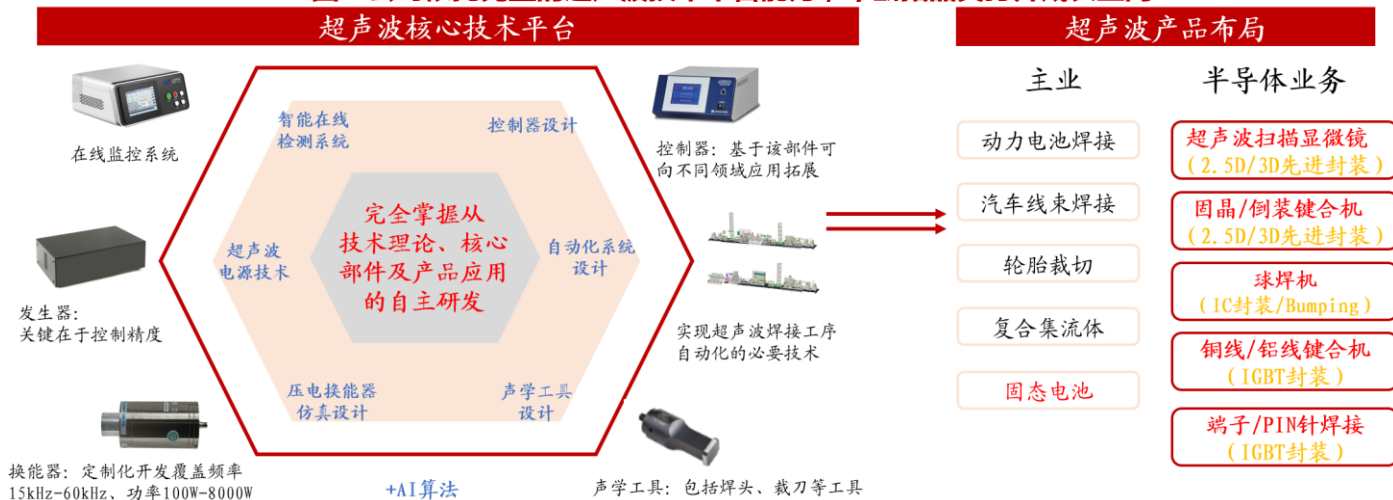 超声波核心技术平台
超声波产品布局
在线监控系统
智能在线
检测系统
控制器设计
控制器：基于该部件可
向不同领域应用拓展
发生器：
关键在于控制精度
超声波
电源技术
完全掌握从
技术理论、核心
部件及产品应用
的自主研发
自动化系统
设计
实现超声波焊接工序
自动化的必要技术
压电换能器
仿真设计
声学工具
设计
换能器：定制化开发覆盖频率
15kHz-60kHz、功率100W-8000W
+AI算法
声学工具：包括焊头、裁刀等工具
主业
动力电池焊接
汽车线束焊接
轮胎裁切
复合集流体
固态电池
半导体业务
超声波扫描显微镜
（2.5D/3D先进封装）
固晶/倒装键合机
（2.5D/3D先进封装）
球焊机
（IC封装/Bumping）
铜线/铝线键合机
（IGBT封装）
端子/PIN针焊接
（IGBT封装）